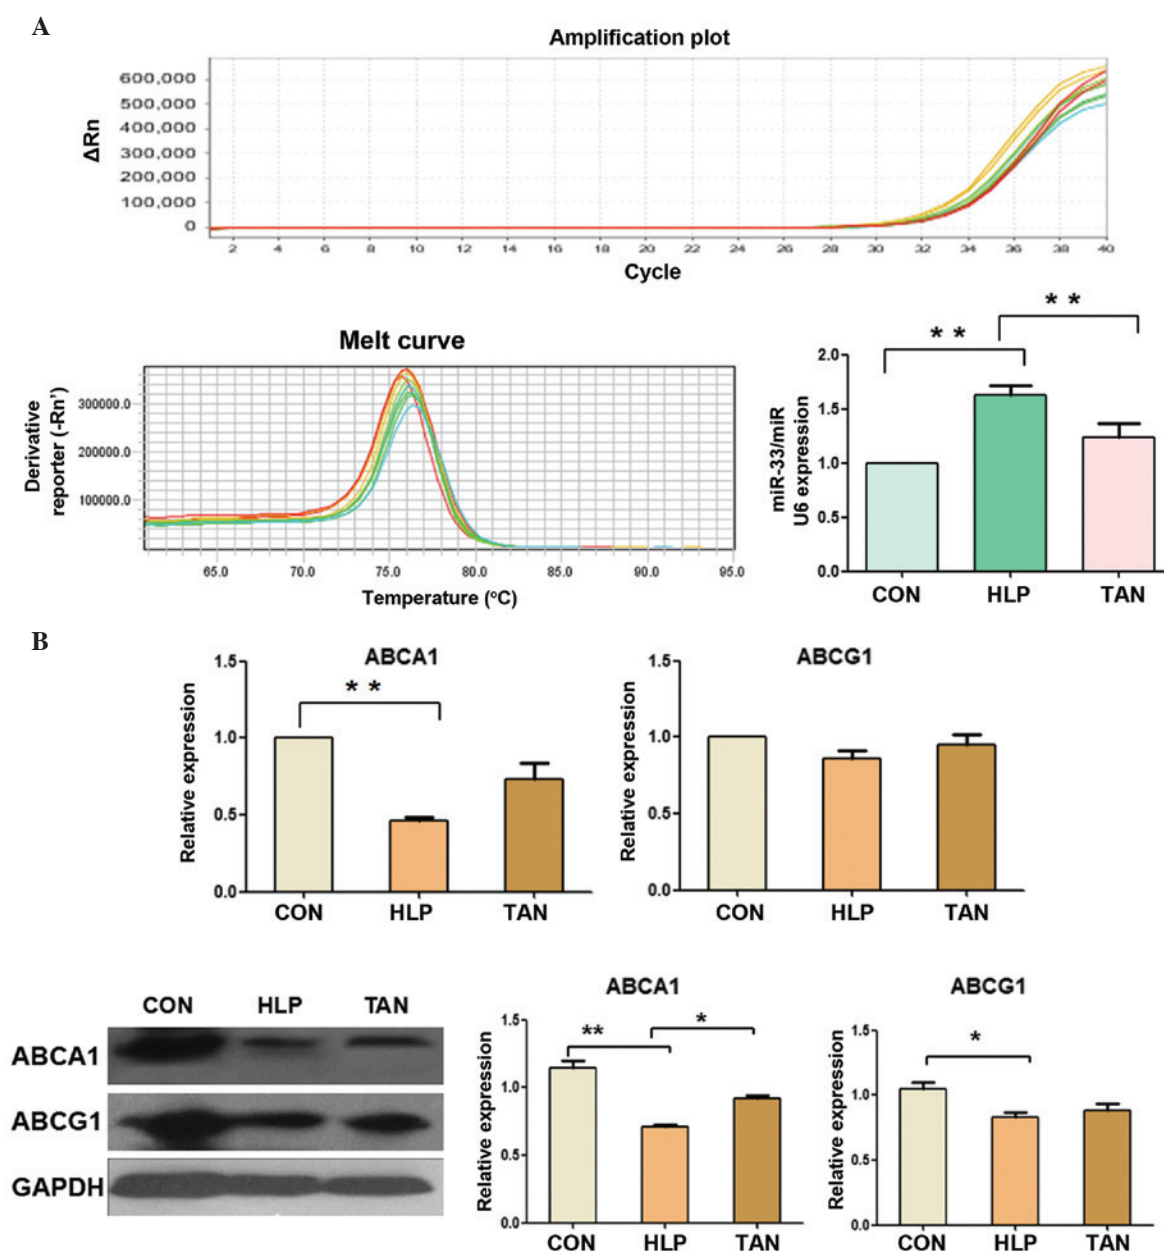 A
Amplification plot
ΔRn
600,000
500,000
400,000
300,000
200,000
100,000
0
2 4 6 8 10 12 14 16 18 20 22 24 26 28 30 32 34 36 38 40
Cycle
Melt curve
Derivative
reporter (-Rn')
300000.0
200000.0
100000.0
65.0 70.0 75.0 80.0 85.0 90.0 95.0
Temperature (°C)
* *
* *
miR-33/miR
U6 expression
2.0
1.5
1.0
0.5
0.0
CON HLP TAN
B
ABCA1
* *
Relative expression
1.5
1.0
0.5
0.0
CON HLP TAN
ABCG1
Relative expression
1.5
1.0
0.5
0.0
CON HLP TAN
CON HLP TAN
ABCA1
ABCG1
GAPDH
ABCA1
** *
Relative expression
1.5
1.0
0.5
0.0
CON HLP TAN
ABCG1
*
Relative expression
1.5
1.0
0.5
0.0
CON HLP TAN